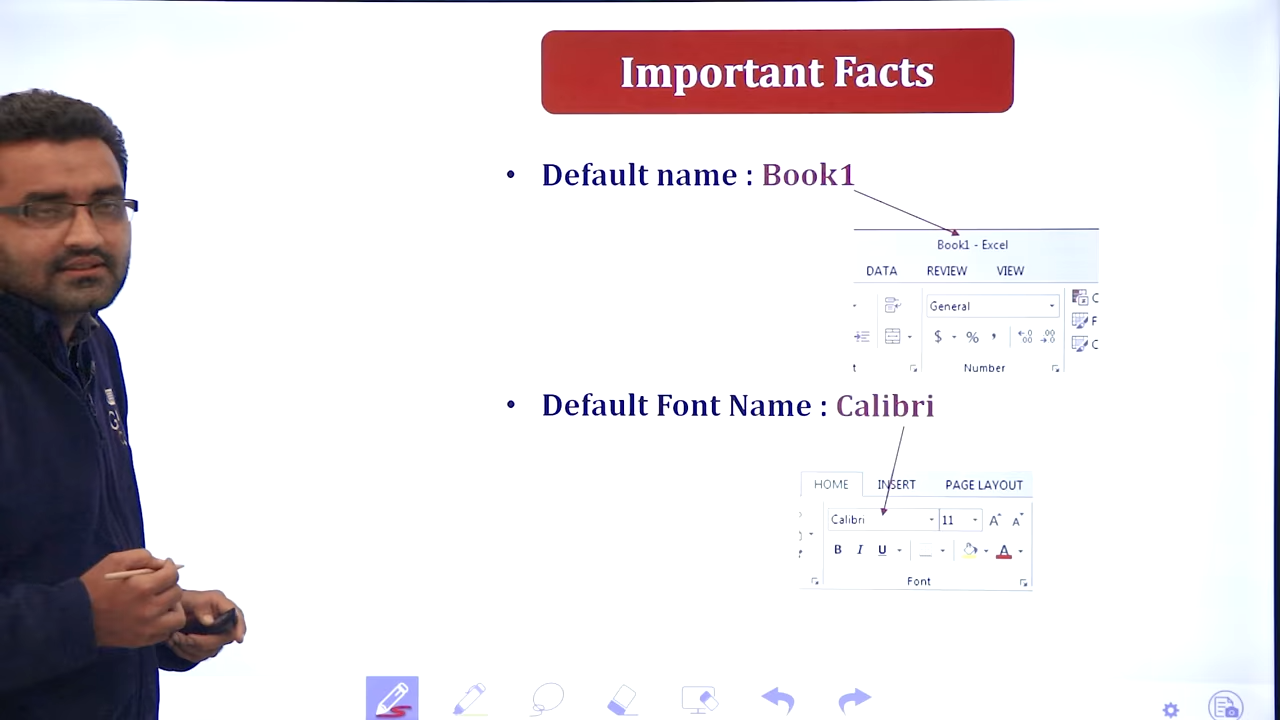 Important Facts
• Default name : Book1
Book1 - Excel
DATA REVIEW VIEW
General
$ % ,
Number
• Default Font Name : Calibri
HOME INSERT PAGE LAYOUT
Calibri 11 A A
B I U A
Font